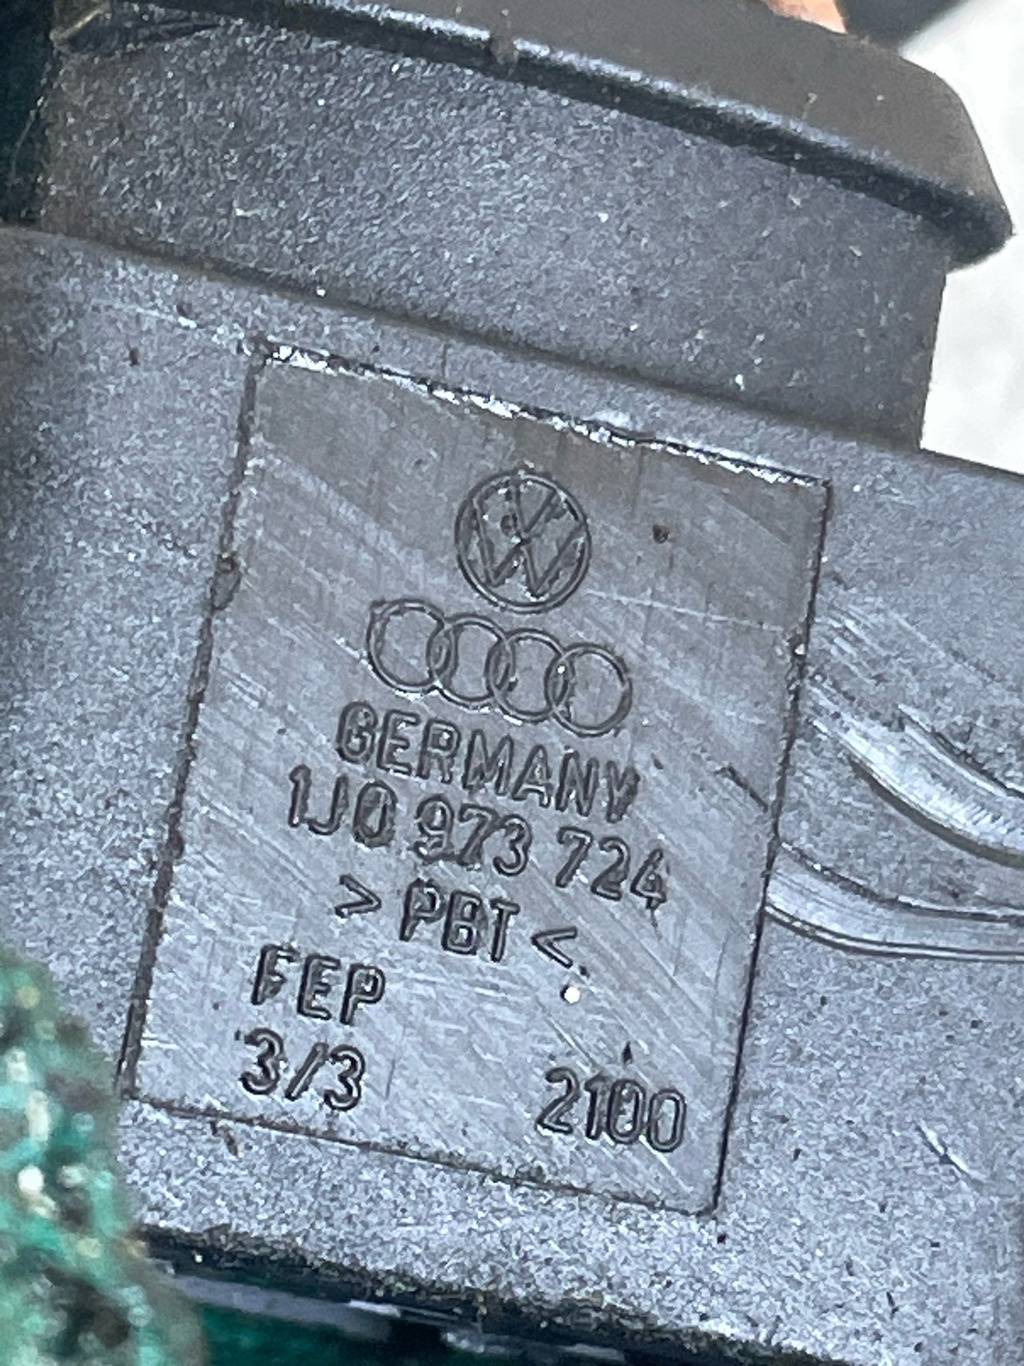 GERMANY
1J0 973 724
> PBT <
FEP
3/3 2100